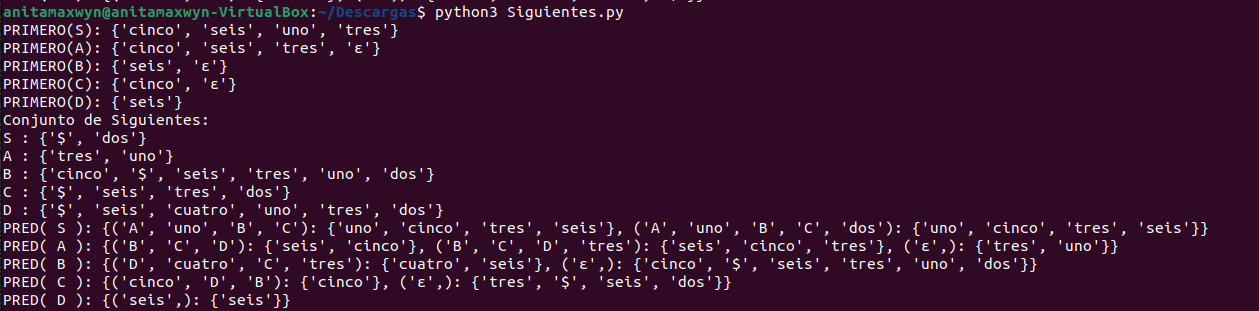 anitamaxwyn@anitamaxwyn-VirtualBox:~/Descargas$ python3 Siguientes.py
PRIMERO(S): {'cinco', 'seis', 'uno', 'tres'}
PRIMERO(A): {'cinco', 'seis', 'tres', 'ε'}
PRIMERO(B): {'seis', 'ε'}
PRIMERO(C): {'cinco', 'ε'}
PRIMERO(D): {'seis'}
Conjunto de Siguientes:
S : {'$', 'dos'}
A : {'tres', 'uno'}
B : {'cinco', '$', 'seis', 'tres', 'uno', 'dos'}
C : {'$', 'seis', 'tres', 'dos'}
D : {'$', 'seis', 'cuatro', 'uno', 'tres', 'dos'}
PRED( S ): {('A', 'uno', 'B', 'C'): {'uno', 'cinco', 'tres', 'seis'}, ('A', 'uno', 'B', 'C', 'dos'): {'uno', 'cinco', 'tres', 'seis'}}
PRED( A ): {('B', 'C', 'D'): {'seis', 'cinco'}, ('B', 'C', 'D', 'tres'): {'seis', 'cinco', 'tres'}, ('ε',): {'tres', 'uno'}}
PRED( B ): {('D', 'cuatro', 'C', 'tres'): {'cuatro', 'seis'}, ('ε',): {'cinco', '$', 'seis', 'tres', 'uno', 'dos'}}
PRED( C ): {('cinco', 'D', 'B'): {'cinco'}, ('ε',): {'tres', '$', 'seis', 'dos'}}
PRED( D ): {('seis',): {'seis'}}